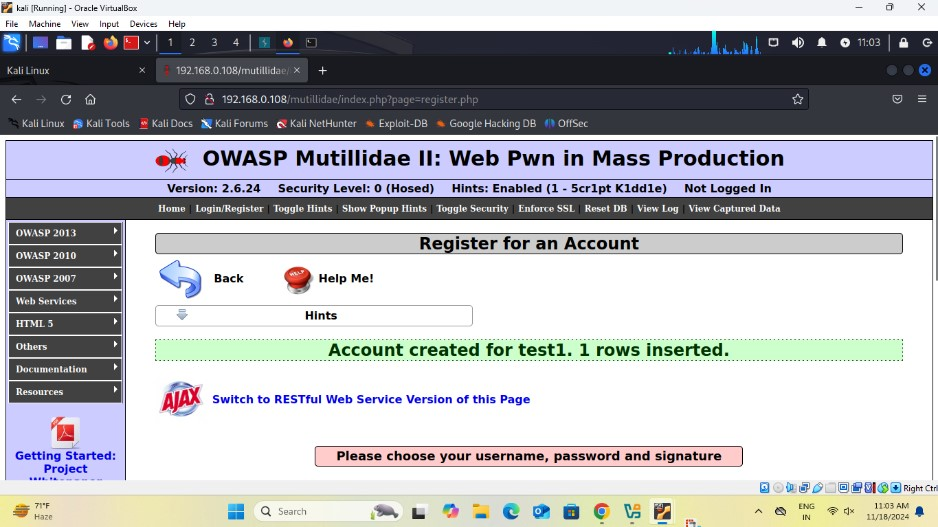 kali [Running] - Oracle VirtualBox
File Machine View Input Devices Help
1 2 3 4 11:03
Kali Linux 192.168.0.108/mutillidae/
192.168.0.108/mutillidae/index.php?page=register.php
Kali Linux Kali Tools Kali Docs Kali Forums Kali NetHunter Exploit-DB Google Hacking DB OffSec
OWASP Mutillidae II: Web Pwn in Mass Production
Version: 2.6.24 Security Level: 0 (Hosed) Hints: Enabled (1 - 5cr1pt K1dd1e) Not Logged In
Home | Login/Register | Toggle Hints | Show Popup Hints | Toggle Security | Enforce SSL | Reset DB | View Log | View Captured Data
OWASP 2013
OWASP 2010
OWASP 2007
Web Services
HTML 5
Others
Documentation
Resources
Getting Started:
Project
Register for an Account
Back HELP Help Me!
Hints
Account created for test1. 1 rows inserted.
AJAX Switch to RESTful Web Service Version of this Page
Please choose your username, password and signature
Right Ctrl
71°F
Haze
Search
ENG
IN
11:03 AM
11/18/2024